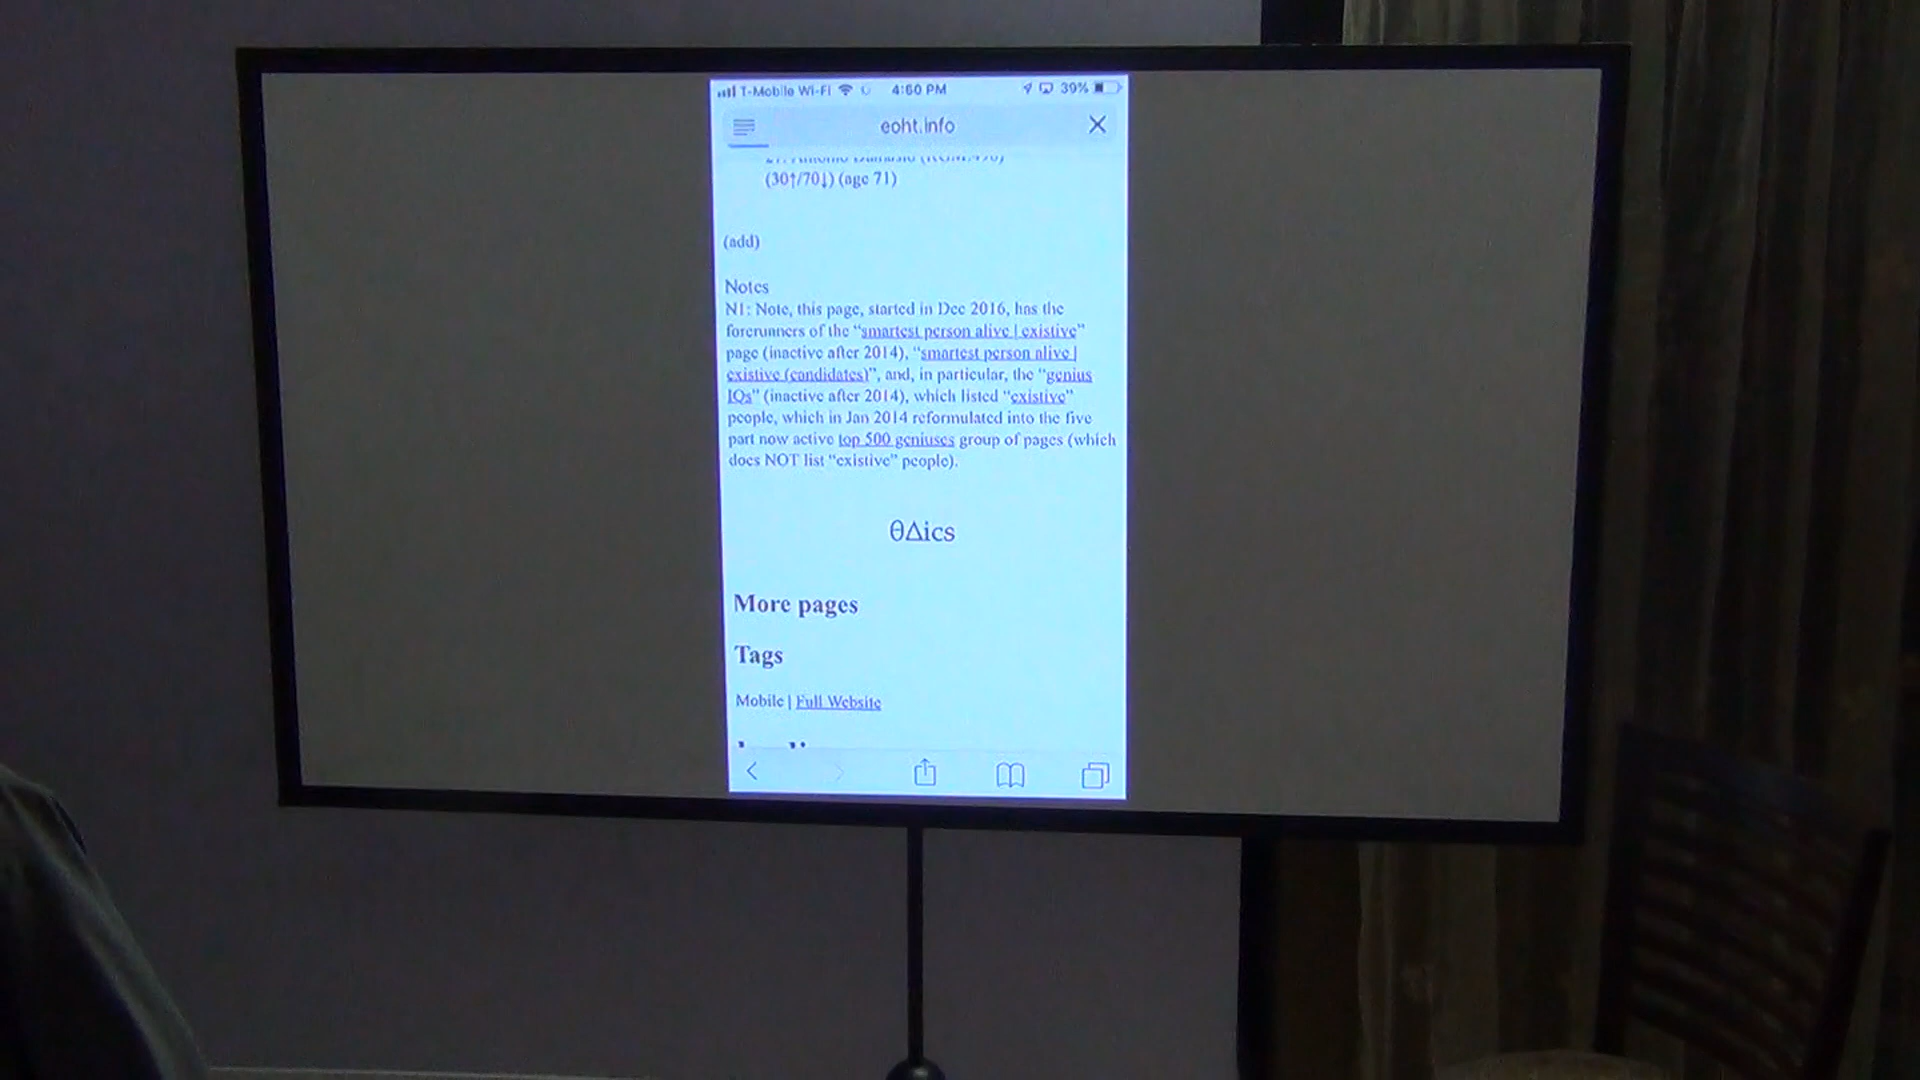 T-Mobile Wi-Fi 4:50 PM 39%
eoht.info
(30↑/70↓) (age 71)
(add)
Notes
N1: Note, this page, started in Dec 2016, has the
forerunners of the “smartest person alive | existive”
page (inactive after 2014), “smartest person alive |
existive (candidates)”, and, in particular, the “genius
IQs” (inactive after 2014), which listed “existive”
people, which in Jan 2014 reformulated into the five
part now active top 500 geniuses group of pages (which
does NOT list “existive” people).
θΔics
More pages
Tags
Mobile | Full Website